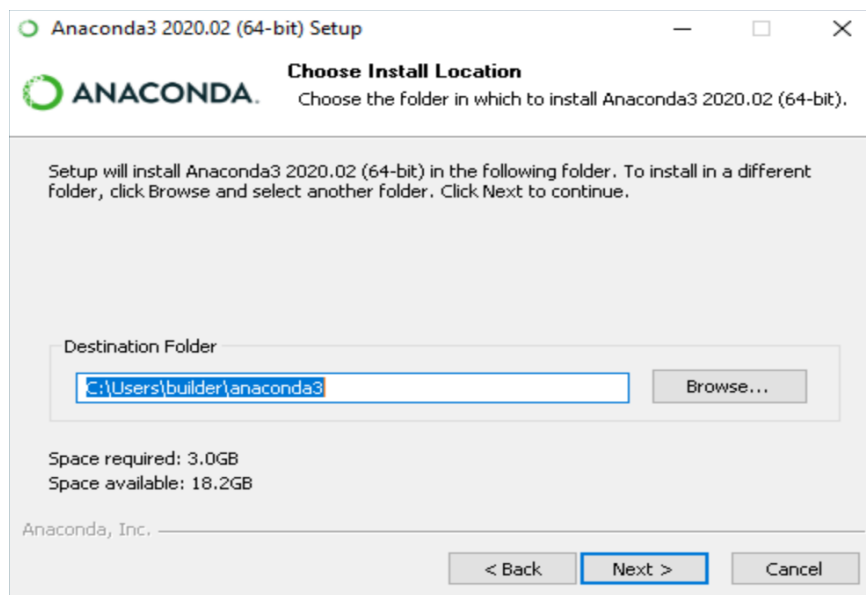 Anaconda3 2020.02 (64-bit) Setup
ANACONDA.
Choose Install Location
Choose the folder in which to install Anaconda3 2020.02 (64-bit).
Setup will install Anaconda3 2020.02 (64-bit) in the following folder. To install in a different
folder, click Browse and select another folder. Click Next to continue.
Destination Folder
C:\Users\builder\anaconda3
Browse...
Space required: 3.0GB
Space available: 18.2GB
Anaconda, Inc.
< Back
Next >
Cancel